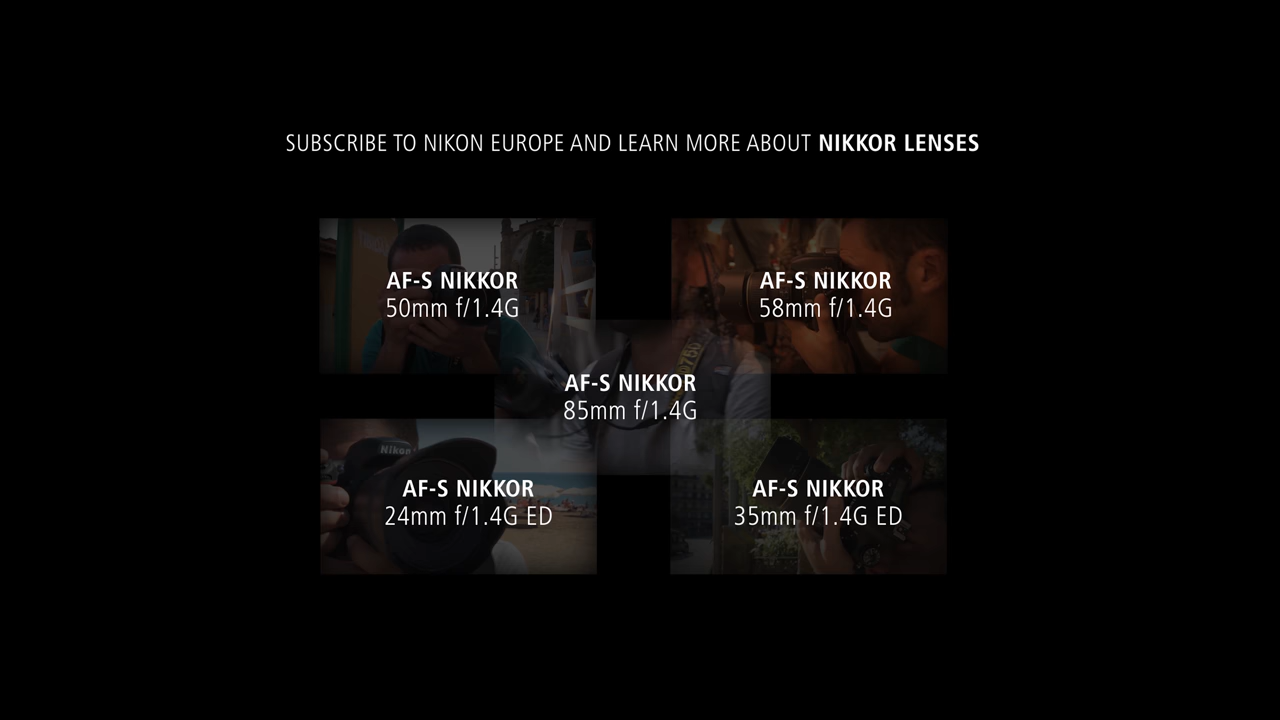 SUBSCRIBE TO NIKON EUROPE AND LEARN MORE ABOUT NIKKOR LENSES
AF-S NIKKOR
50mm f/1.4G
AF-S NIKKOR
58mm f/1.4G
AF-S NIKKOR
85mm f/1.4G
Nikon
AF-S NIKKOR
24mm f/1.4G ED
AF-S NIKKOR
35mm f/1.4G ED